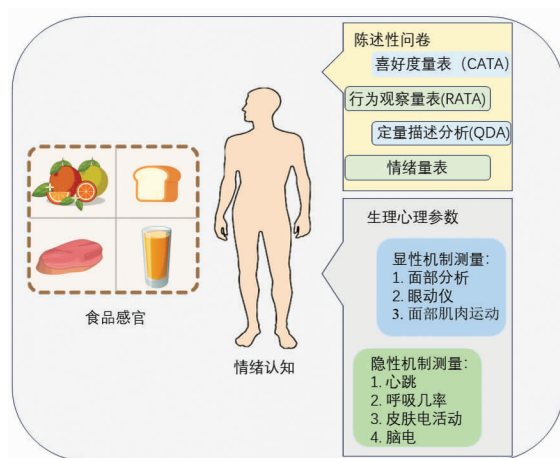 陈述性问卷
喜好度量表（CATA）
行为观察量表(RATA)
定量描述分析(QDA)
情绪量表
食品感官
情绪认知
生理心理参数
显性机制测量：
1. 面部分析
2. 眼动仪
3. 面部肌肉运动
隐性机制测量：
1. 心跳
2. 呼吸几率
3. 皮肤电活动
4. 脑电